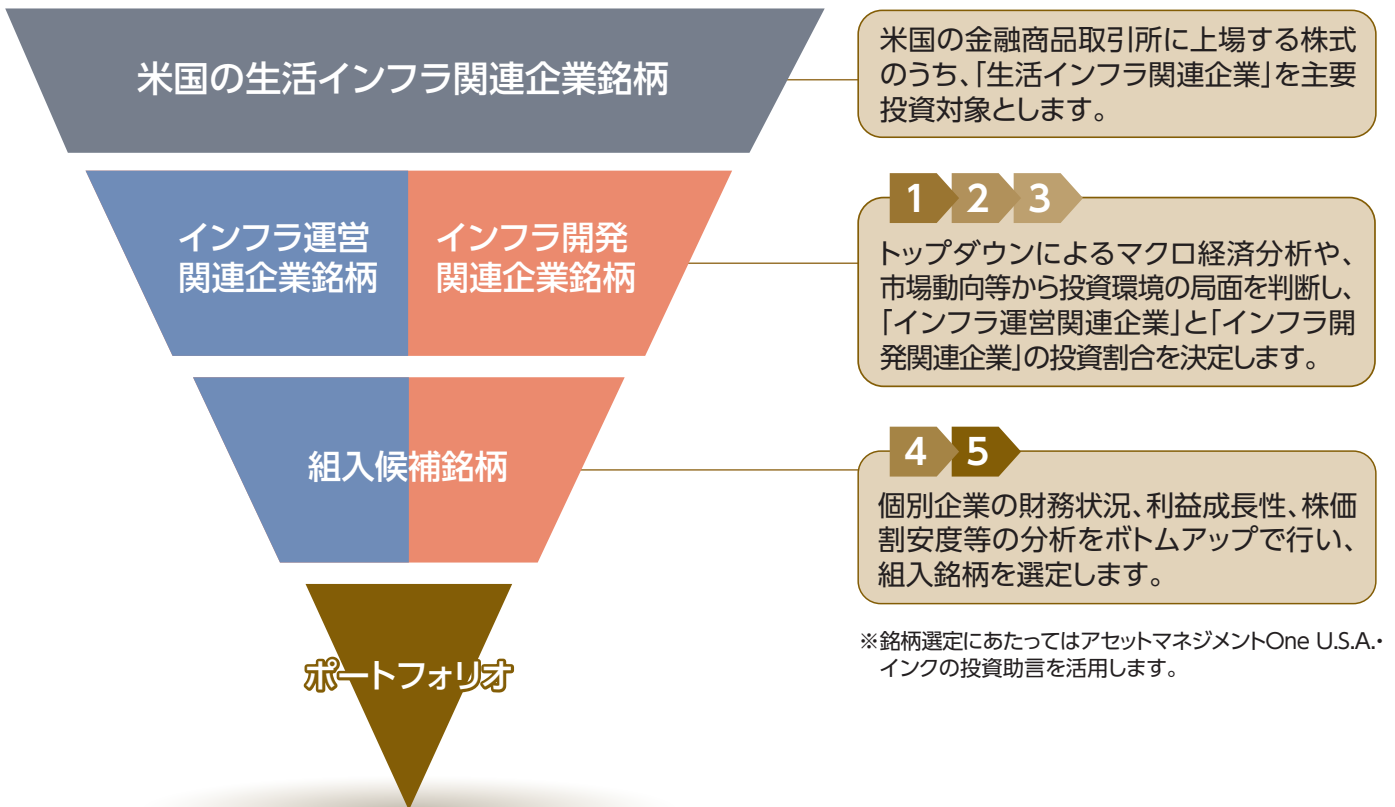 米国の生活インフラ関連企業銘柄
米国の金融商品取引所に上場する株式
のうち、「生活インフラ関連企業」を主要
投資対象とします。
インフラ運営
関連企業銘柄
インフラ開発
関連企業銘柄
1 2 3
トップダウンによるマクロ経済分析や、
市場動向等から投資環境の局面を判断し、
「インフラ運営関連企業」と「インフラ開
発関連企業」の投資割合を決定します。
組入候補銘柄
4 5
個別企業の財務状況、利益成長性、株価
割安度等の分析をボトムアップで行い、
組入銘柄を選定します。
※銘柄選定にあたってはアセットマネジメントOne U.S.A.・
インクの投資助言を活用します。
ポートフォリオ